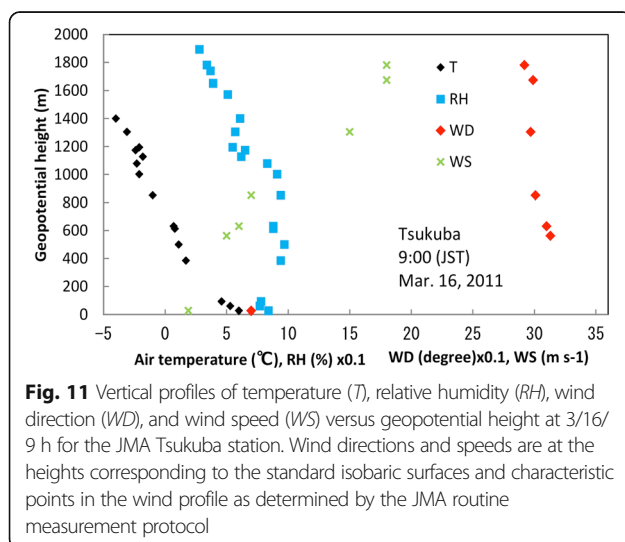 2000
1800
1600
1400
1200
1000
800
600
400
200
0
Geopotential height (m)
T
RH
WD
WS
Tsukuba
9:00 (JST)
Mar. 16, 2011
−5 0 5 10 15 20 25 30 35
Air temperature (℃), RH (%) x0.1 WD (degree)x0.1, WS (m s-1)
Fig. 11 Vertical profiles of temperature (T), relative humidity (RH), wind
direction (WD), and wind speed (WS) versus geopotential height at 3/16/
9 h for the JMA Tsukuba station. Wind directions and speeds are at the
heights corresponding to the standard isobaric surfaces and characteristic
points in the wind profile as determined by the JMA routine
measurement protocol